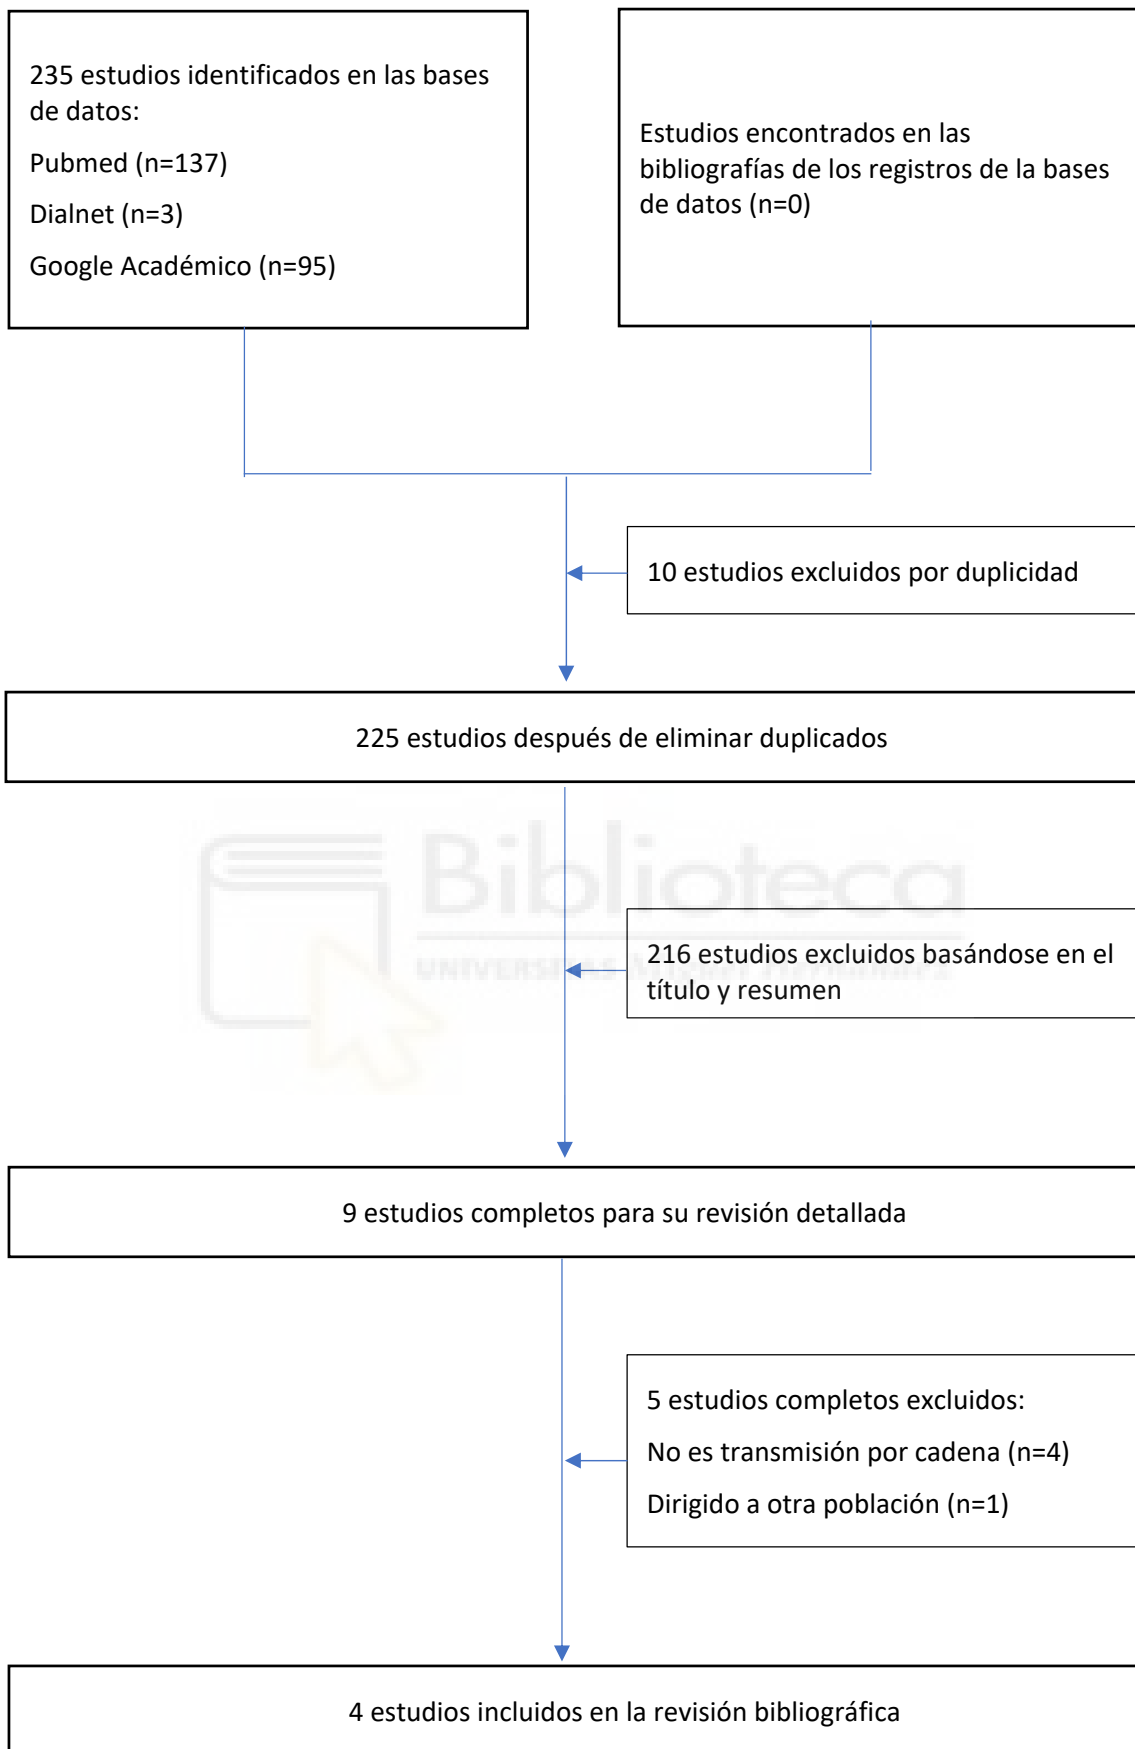 235 estudios identificados en las bases
de datos:
Pubmed (n=137)
Dialnet (n=3)
Google Académico (n=95)
Estudios encontrados en las
bibliografías de los registros de la bases
de datos (n=0)
10 estudios excluidos por duplicidad
225 estudios después de eliminar duplicados
Biblioteca
UNIVERSITAS Miguel Hernández
216 estudios excluidos basándose en el
título y resumen
9 estudios completos para su revisión detallada
5 estudios completos excluidos:
No es transmisión por cadena (n=4)
Dirigido a otra población (n=1)
4 estudios incluidos en la revisión bibliográfica